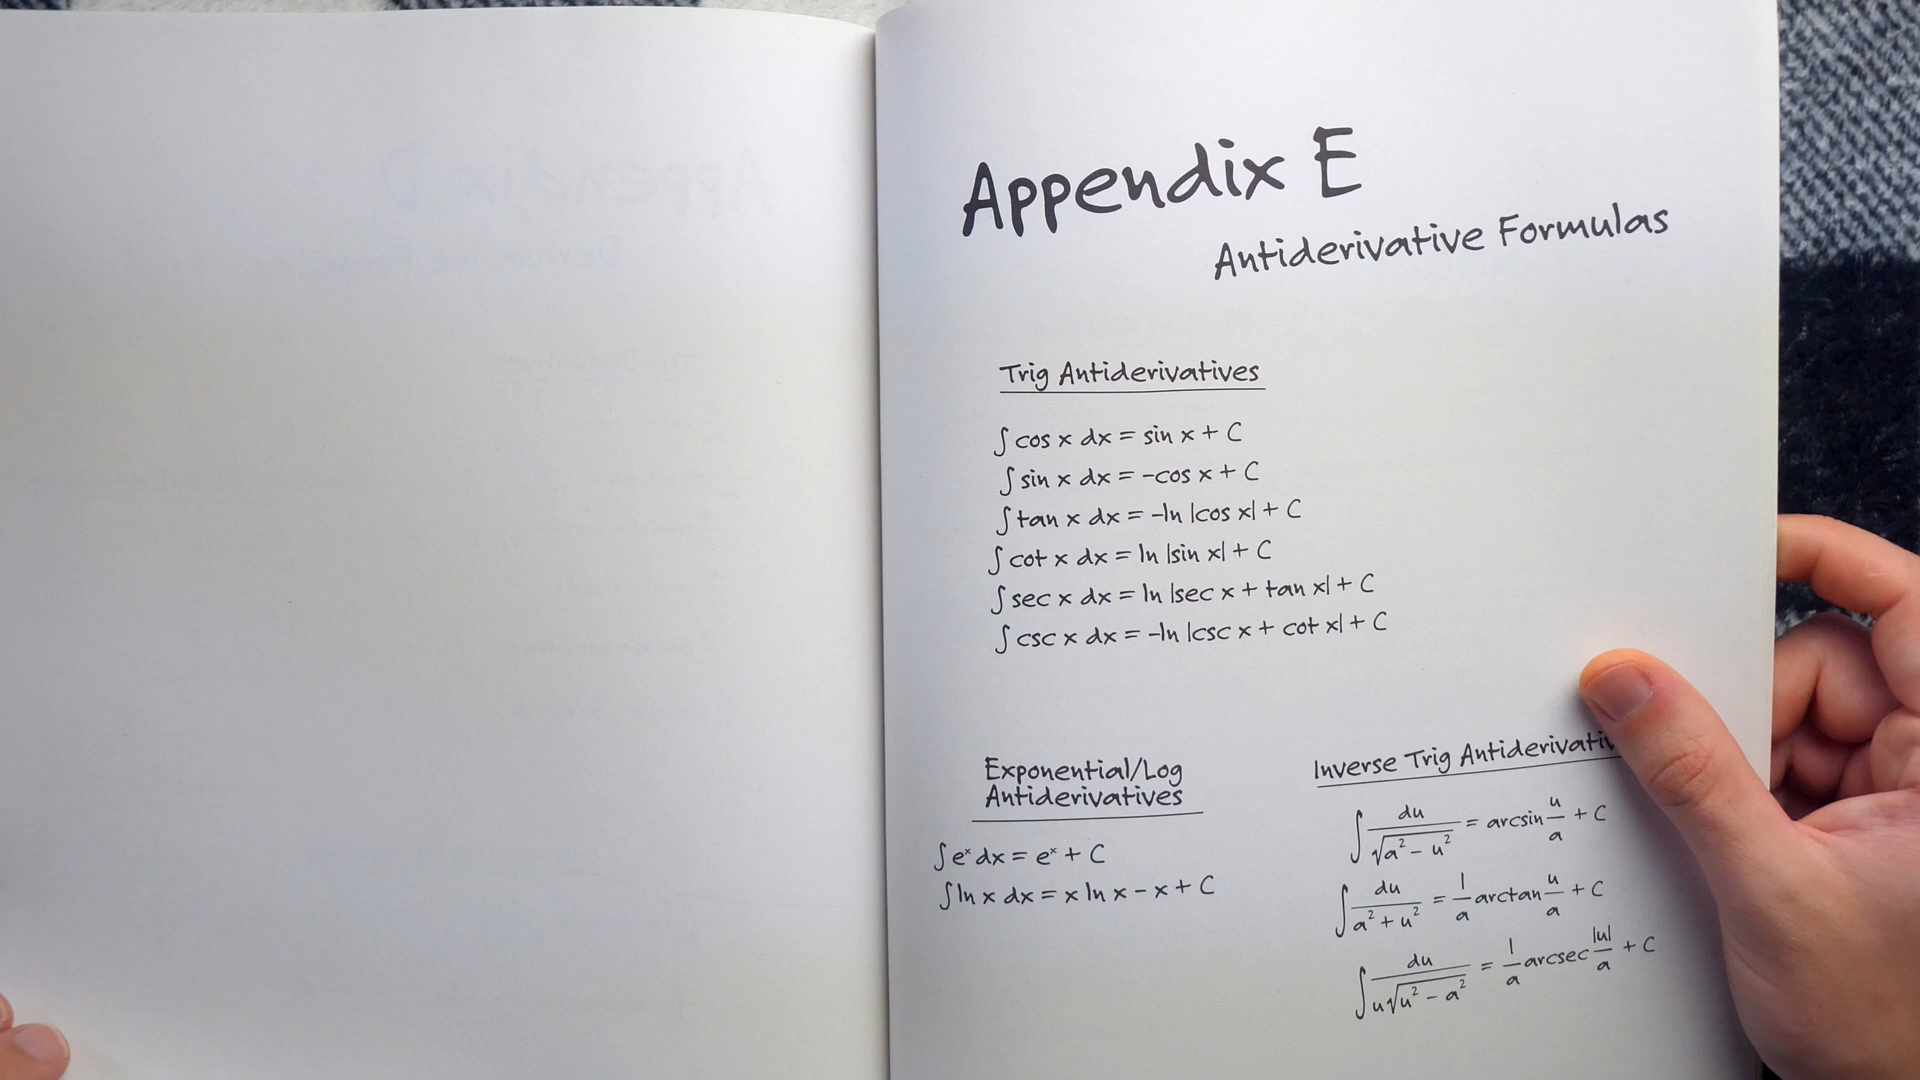 Appendix E
Antiderivative Formulas
Trig Antiderivatives
∫ cos x dx = sin x + C
∫ sin x dx = -cos x + C
∫ tan x dx = -ln |cos x| + C
∫ cot x dx = ln |sin x| + C
∫ sec x dx = ln |sec x + tan x| + C
∫ csc x dx = -ln |csc x + cot x| + C
Exponential/Log
Antiderivatives
∫ eˣ dx = eˣ + C
∫ ln x dx = x ln x - x + C
Inverse Trig
∫ du/√(a² - u²) = arcsin u/a + C
∫ du/(a² + u²) = 1/a arctan u/a + C
∫ du/(u√(u² - a²)) = 1/a arcsec |u|/a + C